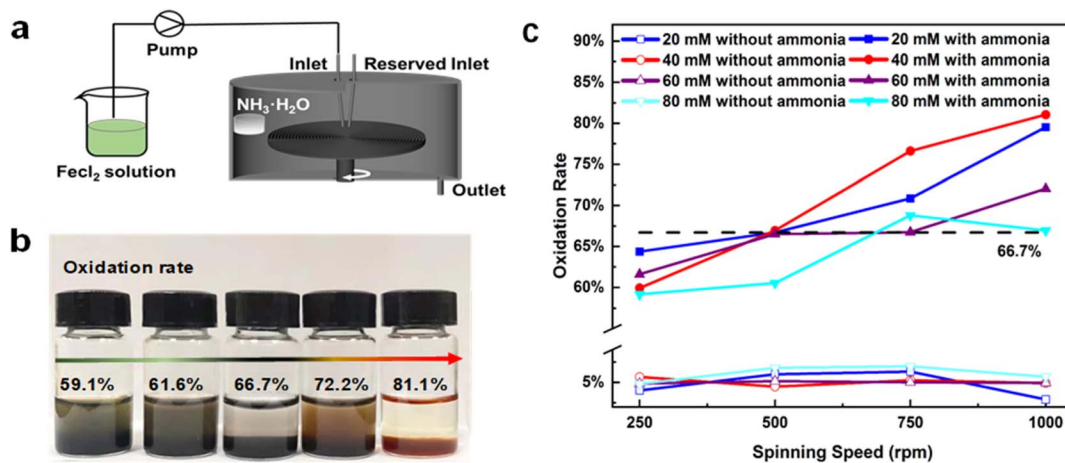 a
Pump
Inlet
Reserved Inlet
NH₃·H₂O
Fecl₂ solution
Outlet
b
Oxidation rate
59.1%
61.6%
66.7%
72.2%
81.1%
c
20 mM without ammonia
20 mM with ammonia
40 mM without ammonia
40 mM with ammonia
60 mM without ammonia
60 mM with ammonia
80 mM without ammonia
80 mM with ammonia
90%
85%
80%
75%
70%
65%
60%
5%
Oxidation Rate
66.7%
250
500
750
1000
Spinning Speed (rpm)